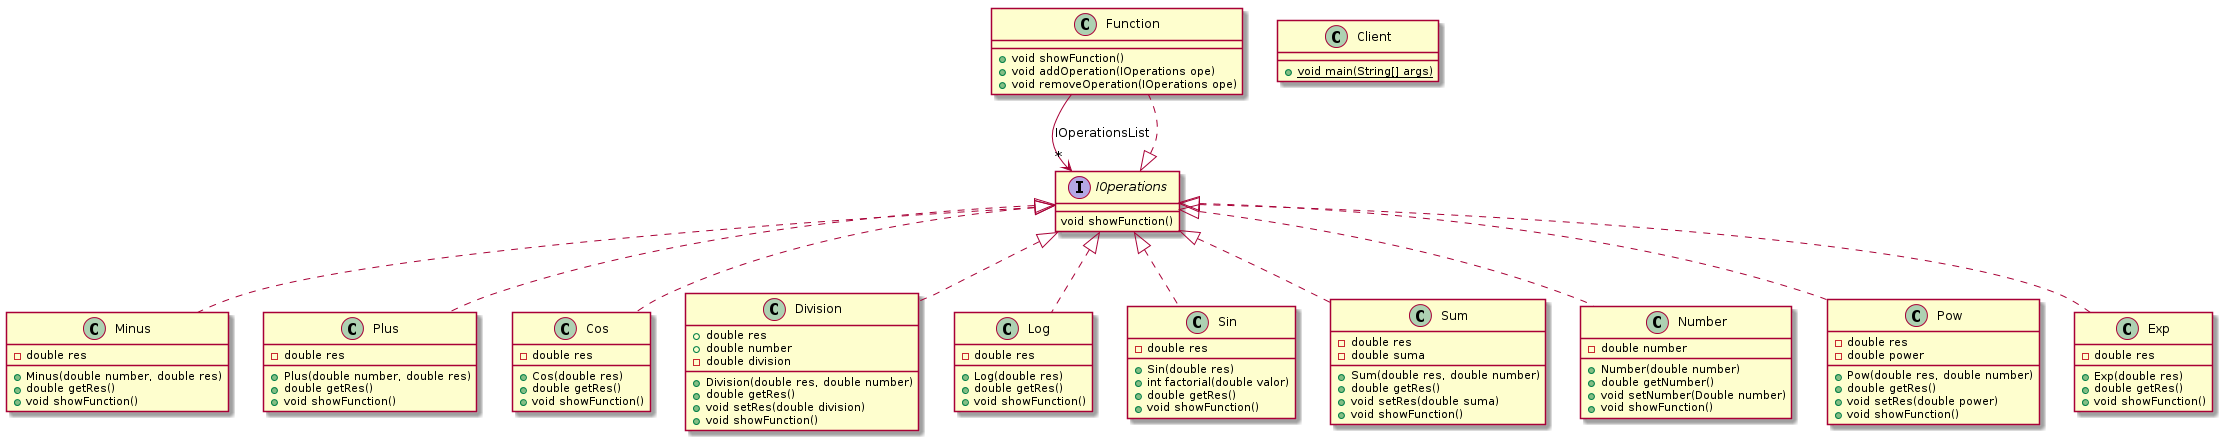 C Function
void showFunction()
void addOperation(IOperations ope)
void removeOperation(IOperations ope)
C Client
void main(String[] args)
IOperationsList
*
I IOperations
void showFunction()
C Minus
double res
Minus(double number, double res)
double getRes()
void showFunction()
C Plus
double res
Plus(double number, double res)
double getRes()
void showFunction()
C Cos
double res
Cos(double res)
double getRes()
void showFunction()
C Division
double res
double number
double division
Division(double res, double number)
double getRes()
void setRes(double division)
void showFunction()
C Log
double res
Log(double res)
double getRes()
void showFunction()
C Sin
double res
Sin(double res)
int factorial(double valor)
double getRes()
void showFunction()
C Sum
double res
double suma
Sum(double res, double number)
double getRes()
void setRes(double suma)
void showFunction()
C Number
double number
Number(double number)
double getNumber()
void setNumber(Double number)
void showFunction()
C Pow
double res
double power
Pow(double res, double number)
double getRes()
void setRes(double power)
void showFunction()
C Exp
double res
Exp(double res)
double getRes()
void showFunction()